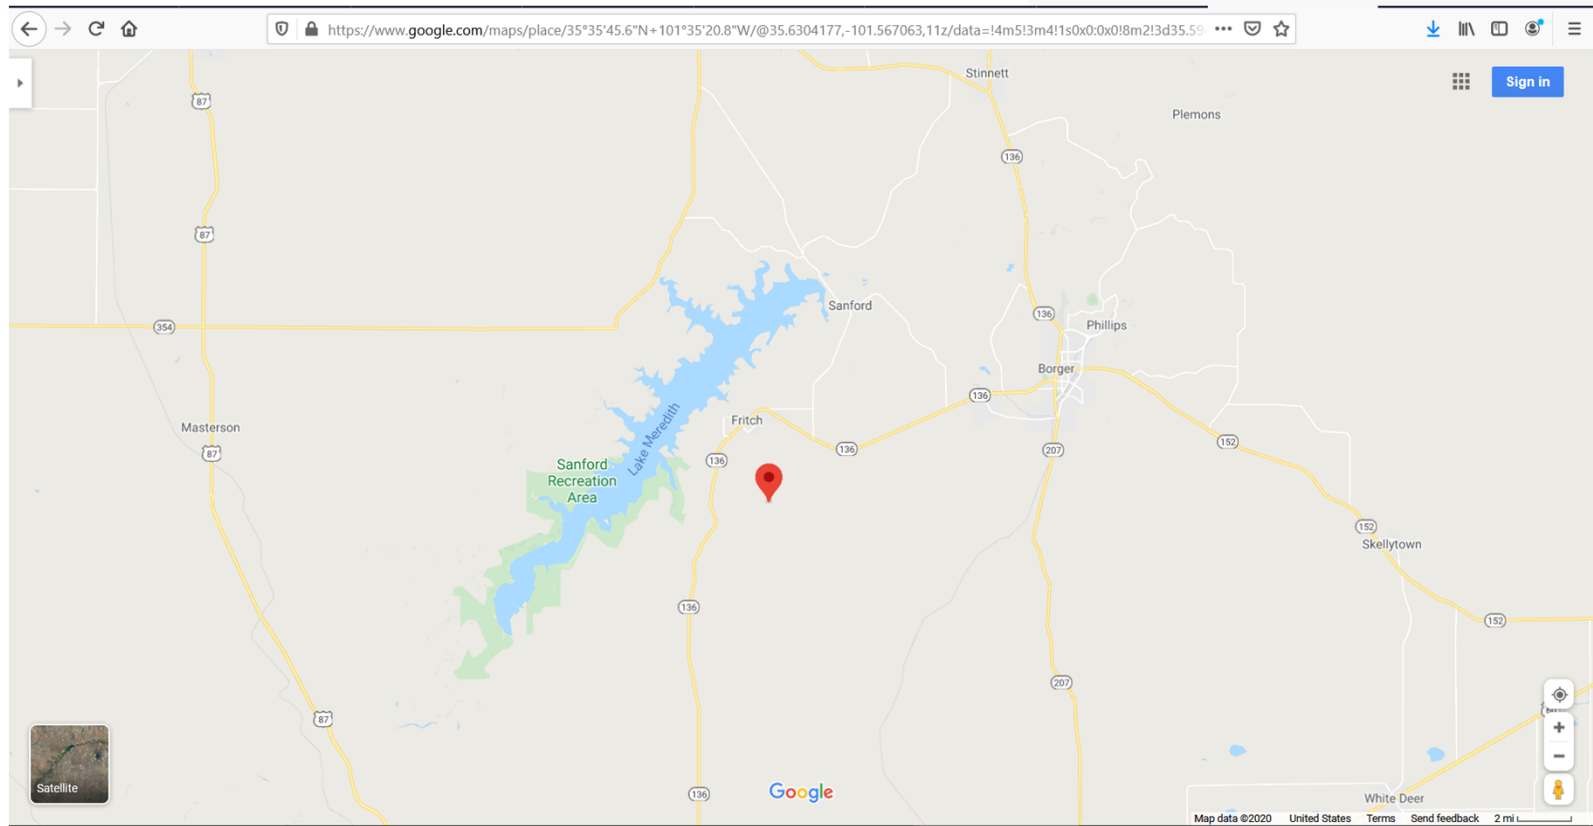 https://www.google.com/maps/place/35°35'45.6"N+101°35'20.8"W/@35.6304177,-101.567063,11z/data=!4m5!3m4!1s0x0:0x0!8m2!3d35.59
Stinnett
Sign in
87
Plemons
136
87
Sanford
136
Phillips
354
Borger
136
Fritch
Masterson
87
136
136
207
152
Lake Meredith
Sanford
Recreation
Area
152
Skellytown
136
152
207
87
Satellite
136
Google
White Deer
Map data ©2020
United States
Terms
Send feedback
2 mi